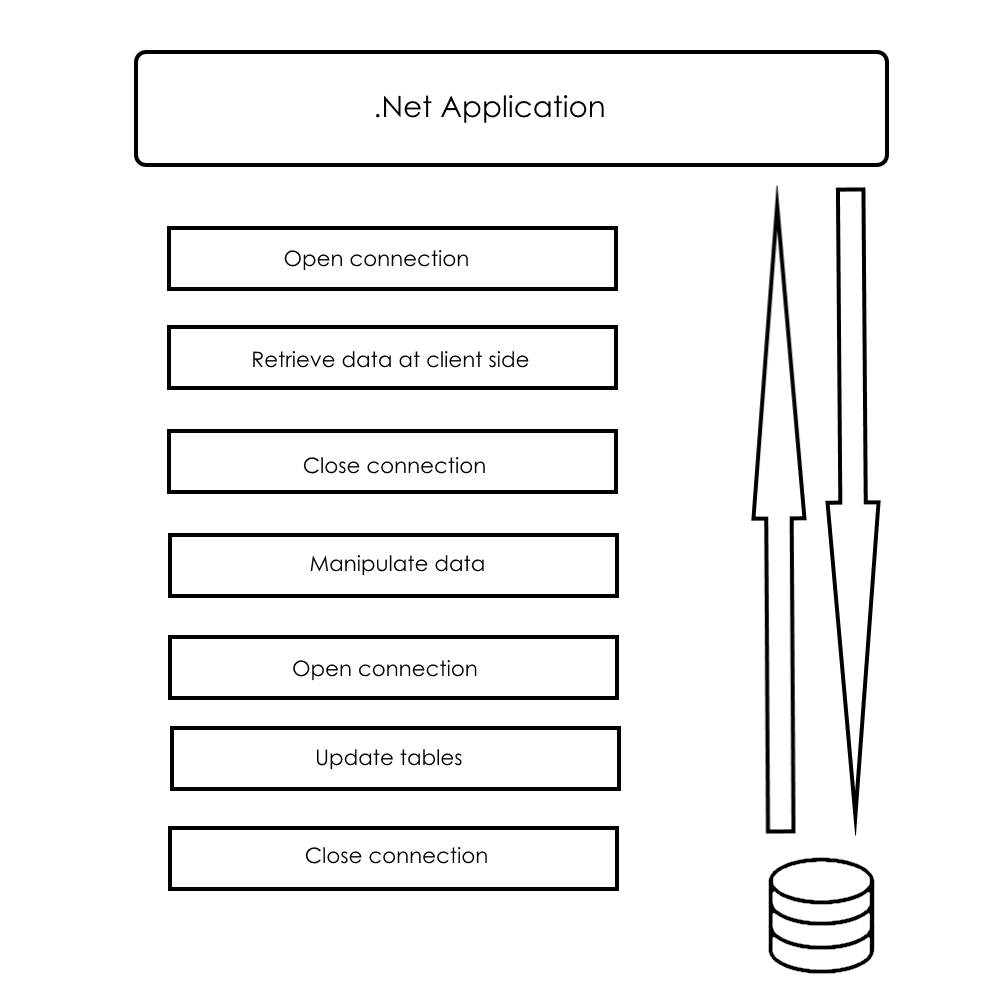 .Net Application
Open connection
Retrieve data at client side
Close connection
Manipulate data
Open connection
Update tables
Close connection